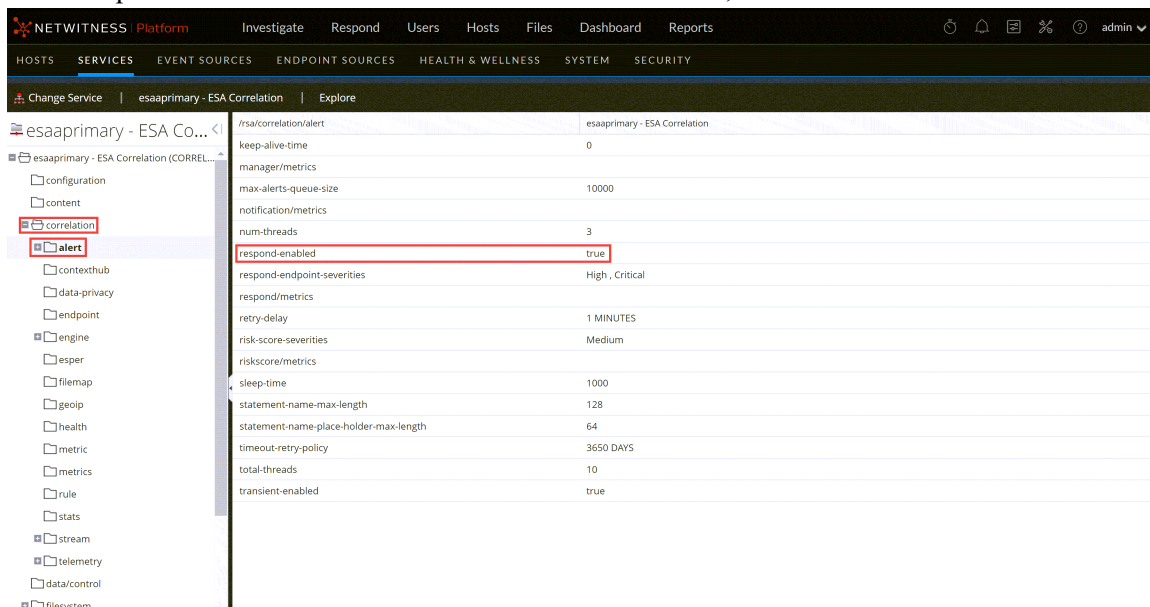 NETWITNESS Platform Investigate Respond Users Hosts Files Dashboard Reports admin
HOSTS SERVICES EVENT SOURCES ENDPOINT SOURCES HEALTH & WELLNESS SYSTEM SECURITY
Change Service | esaaprimary - ESA Correlation | Explore
esaaprimary - ESA Co...
esaaprimary - ESA Correlation (CORREL...
configuration
content
correlation
alert
contexthub
data-privacy
endpoint
engine
esper
filemap
geoip
health
metric
metrics
rule
stats
stream
telemetry
data/control
filesystem
/rsa/correlation/alert esaaprimary - ESA Correlation
keep-alive-time 0
manager/metrics
max-alerts-queue-size 10000
notification/metrics
num-threads 3
respond-enabled true
respond-endpoint-severities High , Critical
respond/metrics
retry-delay 1 MINUTES
risk-score-severities Medium
riskscore/metrics
sleep-time 1000
statement-name-max-length 128
statement-name-place-holder-max-length 64
timeout-retry-policy 3650 DAYS
total-threads 10
transient-enabled true